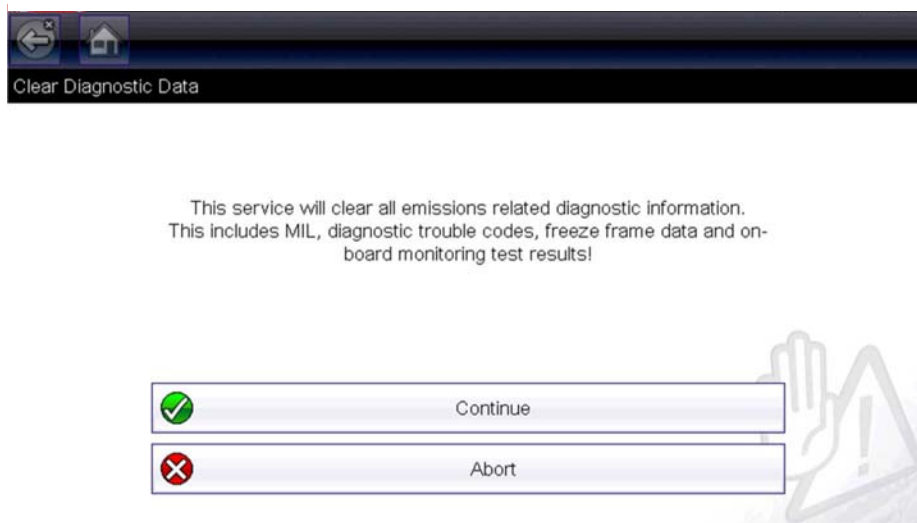 Clear Diagnostic Data
This service will clear all emissions related diagnostic information.
This includes MIL, diagnostic trouble codes, freeze frame data and on-
board monitoring test results!
Continue
Abort